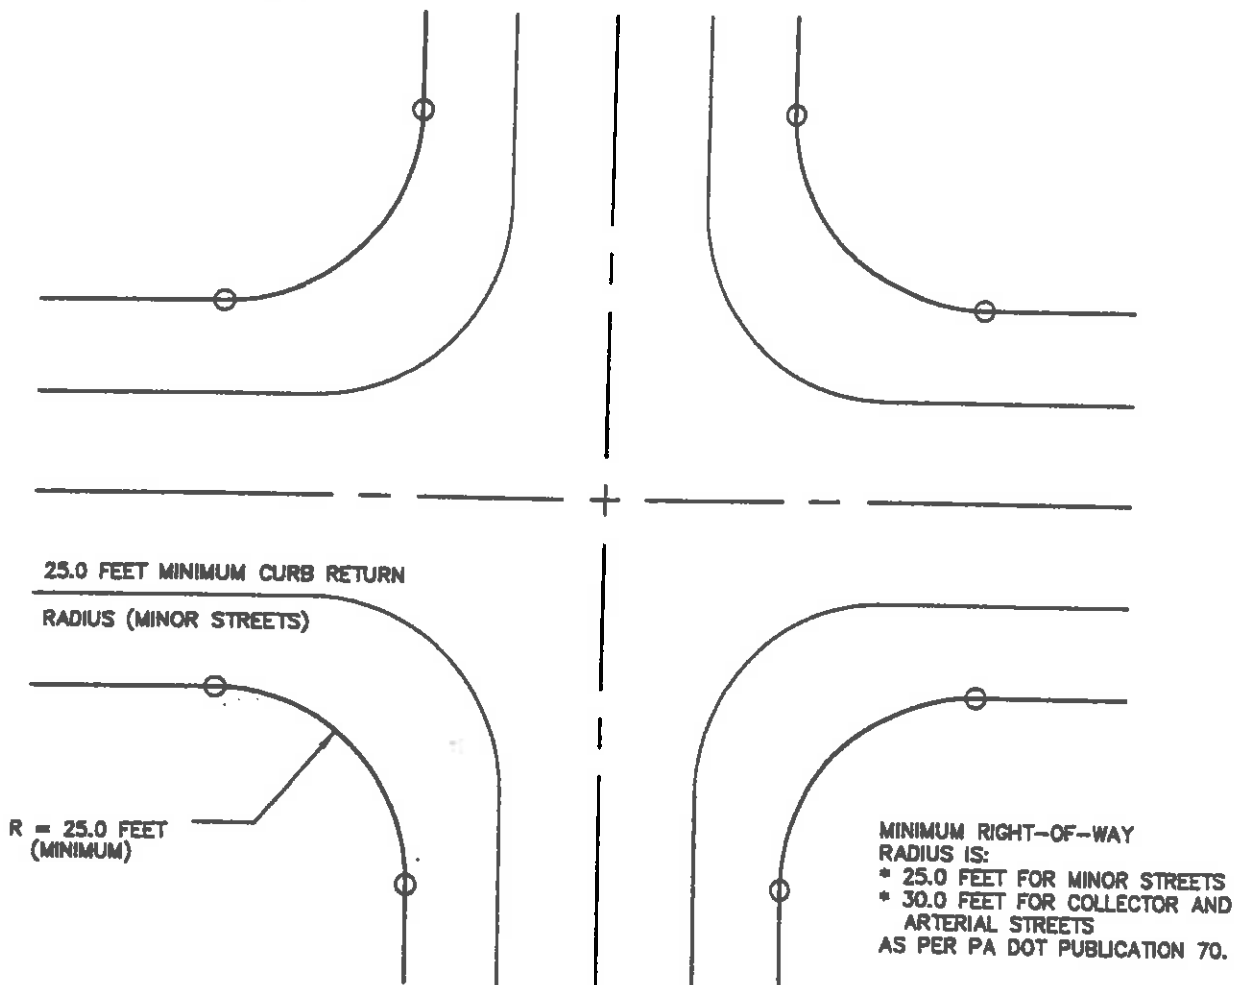 25.0 FEET MINIMUM CURB RETURN
RADIUS (MINOR STREETS)
R = 25.0 FEET
(MINIMUM)
MINIMUM RIGHT-OF-WAY
RADIUS IS:
* 25.0 FEET FOR MINOR STREETS
* 30.0 FEET FOR COLLECTOR AND
ARTERIAL STREETS
AS PER PA DOT PUBLICATION 70.